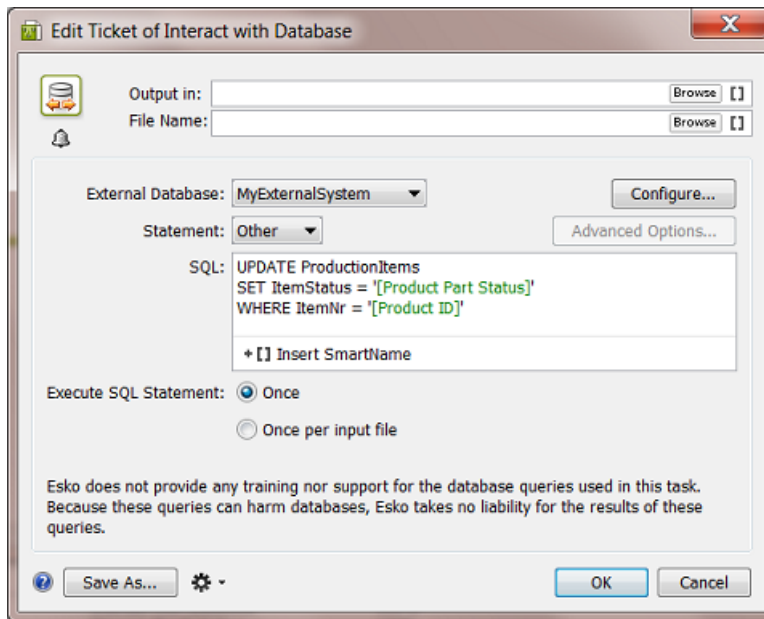 Edit Ticket of Interact with Database
Output in:
Browse []
File Name:
Browse []
External Database: MyExternalSystem
Configure...
Statement: Other
Advanced Options...
SQL: UPDATE ProductionItems
SET ItemStatus = '[Product Part Status]'
WHERE ItemNr = '[Product ID]'
+[] Insert SmartName
Execute SQL Statement: Once
Once per input file
Esko does not provide any training nor support for the database queries used in this task.
Because these queries can harm databases, Esko takes no liability for the results of these
queries.
? Save As... OK Cancel